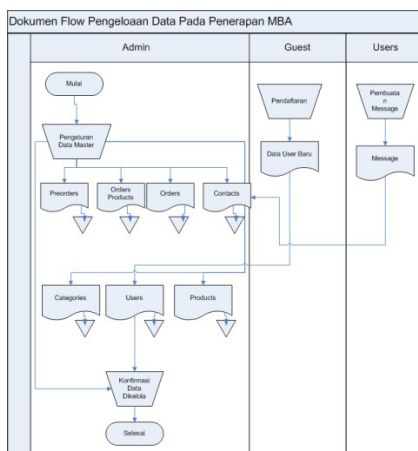 Dokumen Flow Pengeloaan Data Pada Penerapan MBA
Admin
Guest
Users
Mulai
Pengaturan
Data Master
Preorders
Orders
Products
Orders
Contacts
Categories
Users
Products
Konfirmasi
Data
Dikelola
Selesai
Pendaftaran
Data User Baru
Pembuata
n
Message
Message